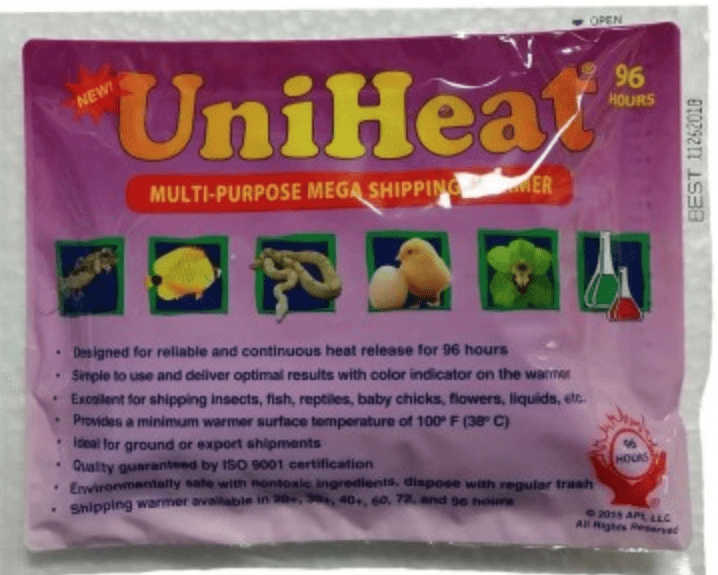 OPEN
NEW!
UniHeat®
96
HOURS
MULTI-PURPOSE MEGA SHIPPING
BEST 11262018
• Designed for reliable and continuous heat release for 96 hours
• Simple to use and deliver optimal results with color indicator on the warmer
• Excellent for shipping insects, fish, reptiles, baby chicks, flowers, liquids, etc.
• Provides a minimum warmer surface temperature of 100° F (38° C)
• Ideal for ground or export shipments
• Quality guaranteed by ISO 9001 certification
• Environmentally safe with nontoxic ingredients, dispose with regular trash
• Shipping warmer available in 20+, 30+, 40+, 60, 72, and 96 hours
96
HOURS
© 2015 API, LLC
All Rights Reserved